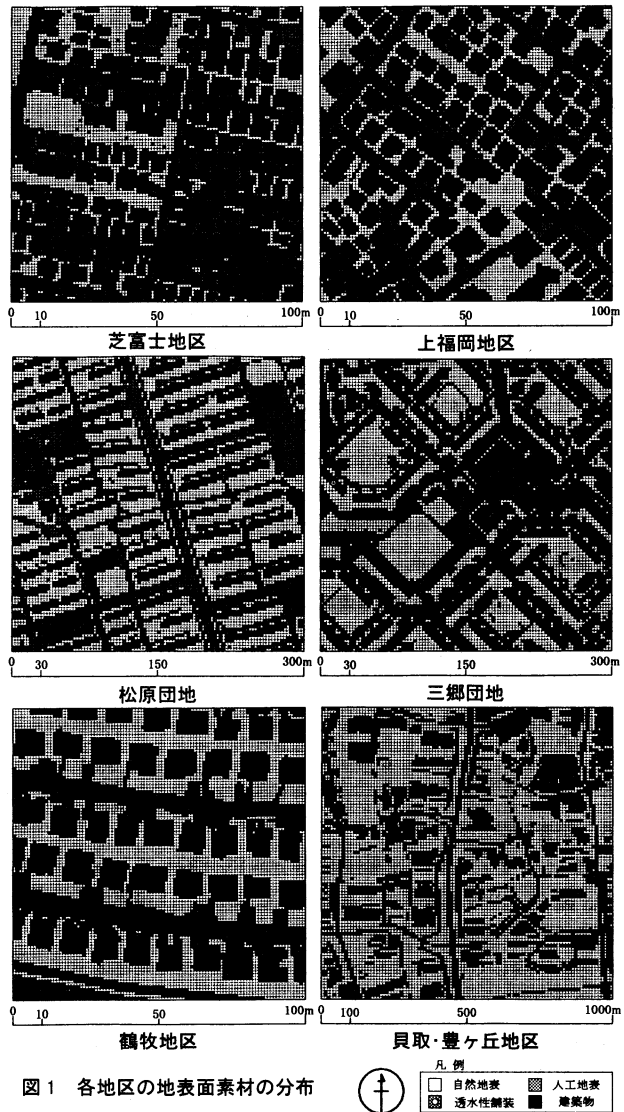 0 10 50 100m
芝富士地区
0 10 50 100m
上福岡地区
0 30 150 300m
松原団地
0 30 150 300m
三郷団地
0 10 50 100m
鶴牧地区
0 100 500 1000m
貝取・豊ヶ丘地区
図1 各地区の地表面素材の分布
凡例
自然地表 人工地表
透水性舗装 建築物